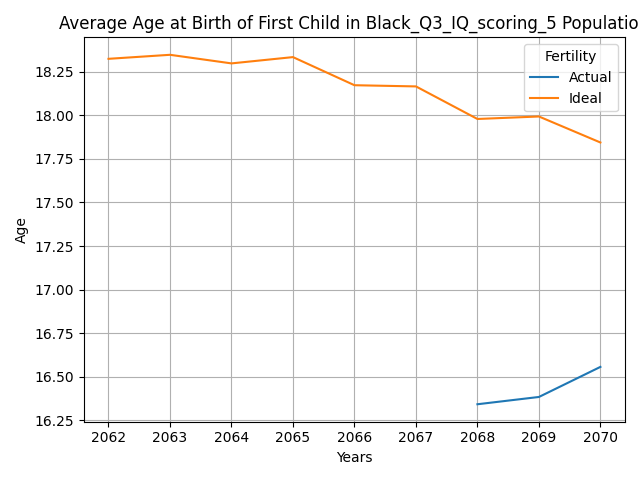 Average Age at Birth of First Child in Black_Q3_IQ_scoring_5 Populatio
Fertility
Actual
Ideal
18.25
18.00
17.75
17.50
17.25
17.00
16.75
16.50
16.25
Age
2062 2063 2064 2065 2066 2067 2068 2069 2070
Years